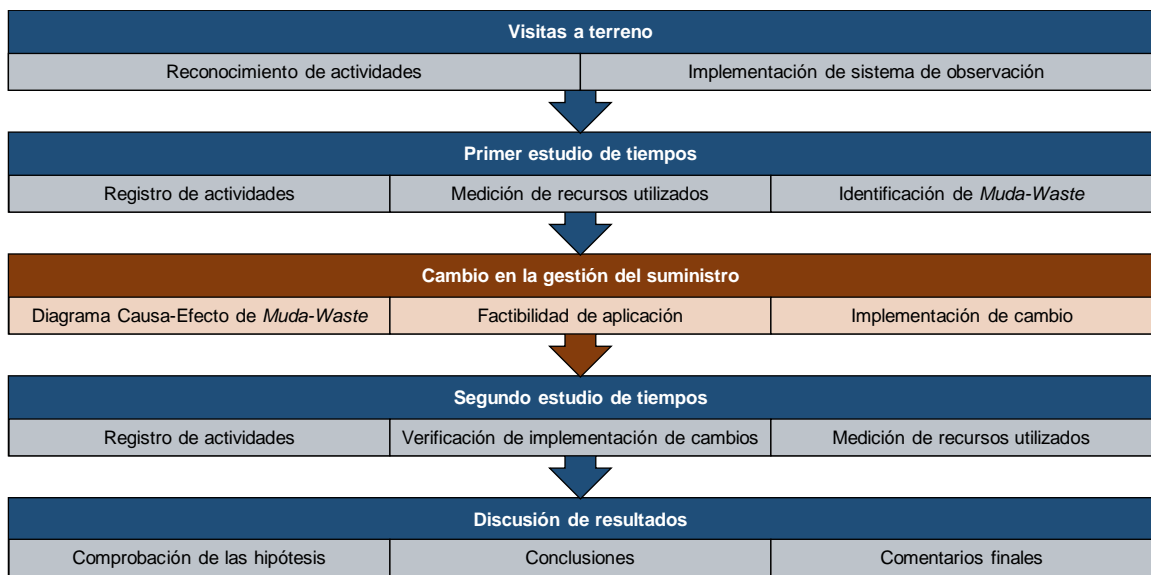 Visitas a terreno
Reconocimiento de actividades
Implementación de sistema de observación
Primer estudio de tiempos
Registro de actividades
Medición de recursos utilizados
Identificación de Muda-Waste
Cambio en la gestión del suministro
Diagrama Causa-Efecto de Muda-Waste
Factibilidad de aplicación
Implementación de cambio
Segundo estudio de tiempos
Registro de actividades
Verificación de implementación de cambios
Medición de recursos utilizados
Discusión de resultados
Comprobación de las hipótesis
Conclusiones
Comentarios finales